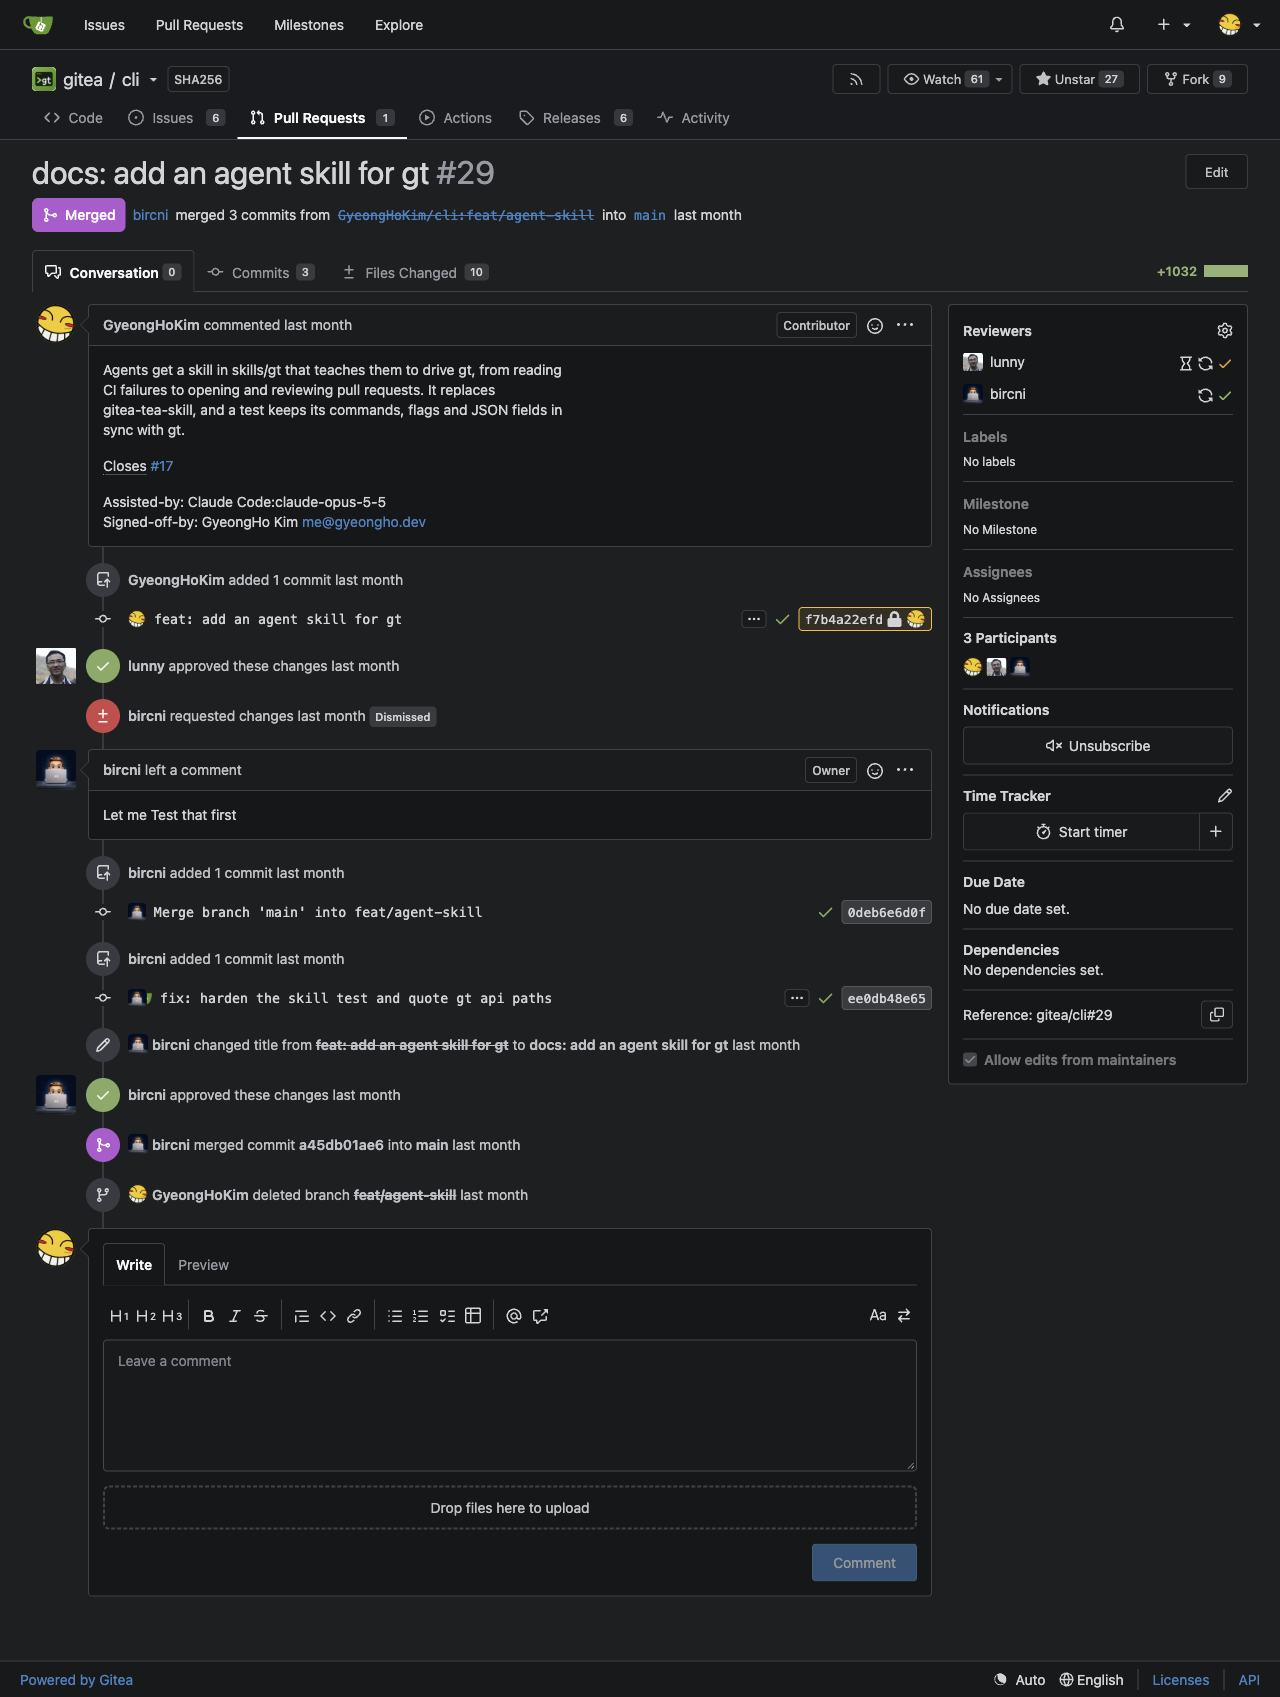 Issues Pull Requests Milestones Explore
gitea / cli SHA256
Watch 61 Unstar 27 Fork 9
Code Issues 6 Pull Requests 1 Actions Releases 6 Activity
docs: add an agent skill for gt #29
Edit
Merged bircni merged 3 commits from GyeongHoKim/cli:feat/agent-skill into main last month
Conversation 0 Commits 3 Files Changed 10
+1032
GyeongHoKim commented last month
Contributor
Agents get a skill in skills/gt that teaches them to drive gt, from reading
CI failures to opening and reviewing pull requests. It replaces
gitea-tea-skill, and a test keeps its commands, flags and JSON fields in
sync with gt.
Closes #17
Assisted-by: Claude Code:claude-opus-5-5
Signed-off-by: GyeongHo Kim me@gyeongho.dev
GyeongHoKim added 1 commit last month
feat: add an agent skill for gt
f7b4a22efd
lunny approved these changes last month
bircni requested changes last month Dismissed
bircni left a comment
Owner
Let me Test that first
bircni added 1 commit last month
Merge branch 'main' into feat/agent-skill
0deb6e6d0f
bircni added 1 commit last month
fix: harden the skill test and quote gt api paths
ee0db48e65
bircni changed title from feat: add an agent skill for gt to docs: add an agent skill for gt last month
bircni approved these changes last month
bircni merged commit a45db01ae6 into main last month
GyeongHoKim deleted branch feat/agent-skill last month
Write Preview
H1 H2 H3 B I S
Aa
Leave a comment
Drop files here to upload
Comment
Reviewers
lunny
bircni
Labels
No labels
Milestone
No Milestone
Assignees
No Assignees
3 Participants
Notifications
Unsubscribe
Time Tracker
Start timer
Due Date
No due date set.
Dependencies
No dependencies set.
Reference: gitea/cli#29
Allow edits from maintainers
Powered by Gitea
Auto English Licenses API